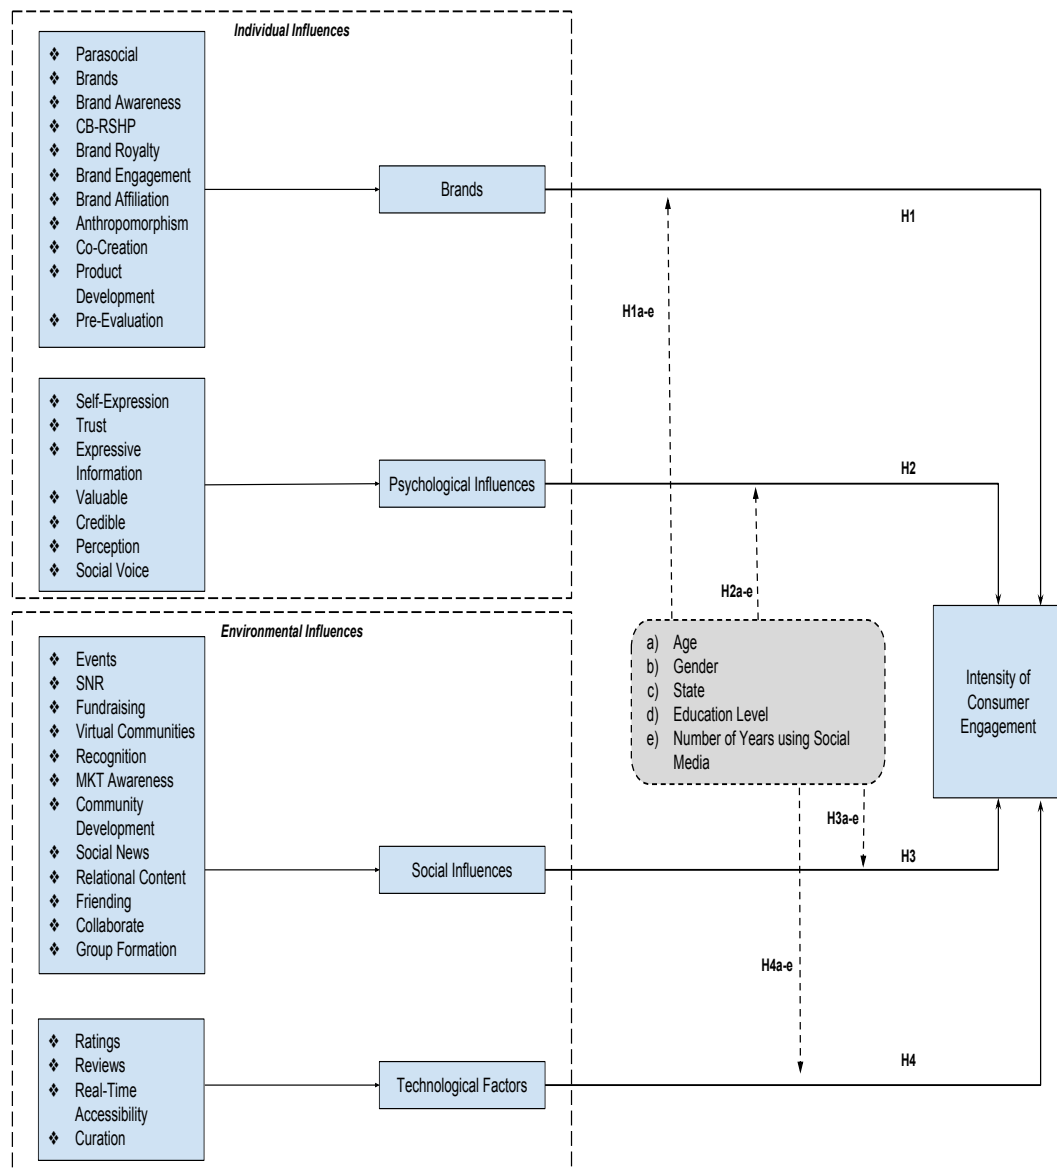 Individual Influences
❖ Parasocial
❖ Brands
❖ Brand Awareness
❖ CB-RSHP
❖ Brand Royalty
❖ Brand Engagement
❖ Brand Affiliation
❖ Anthropomorphism
❖ Co-Creation
❖ Product
Development
❖ Pre-Evaluation
Brands
H1
H1a-e
❖ Self-Expression
❖ Trust
❖ Expressive
Information
❖ Valuable
❖ Credible
❖ Perception
❖ Social Voice
Psychological Influences
H2
H2a-e
Environmental Influences
❖ Events
❖ SNR
❖ Fundraising
❖ Virtual Communities
❖ Recognition
❖ MKT Awareness
❖ Community
Development
❖ Social News
❖ Relational Content
❖ Friending
❖ Collaborate
❖ Group Formation
Social Influences
a) Age
b) Gender
c) State
d) Education Level
e) Number of Years using Social
Media
Intensity of
Consumer
Engagement
H3a-e
H3
H4a-e
❖ Ratings
❖ Reviews
❖ Real-Time
Accessibility
❖ Curation
Technological Factors
H4